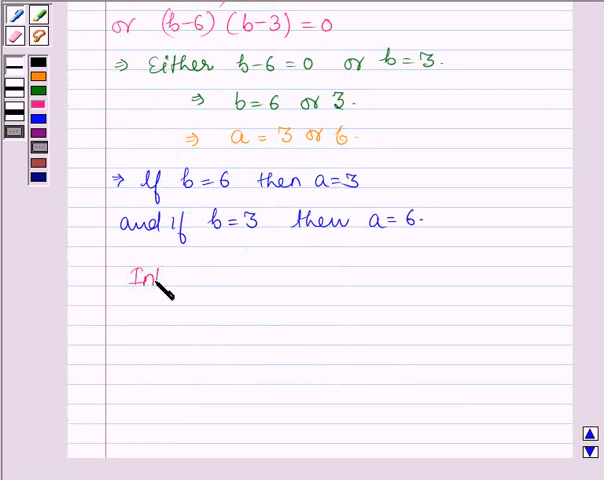 or (b-6) (b-3) = 0
⇒ Either b-6=0 or b=3.
⇒ b=6 or 3.
⇒ a = 3 or 6.
⇒ If b=6 then a=3
and if b=3 then a=6.
Int